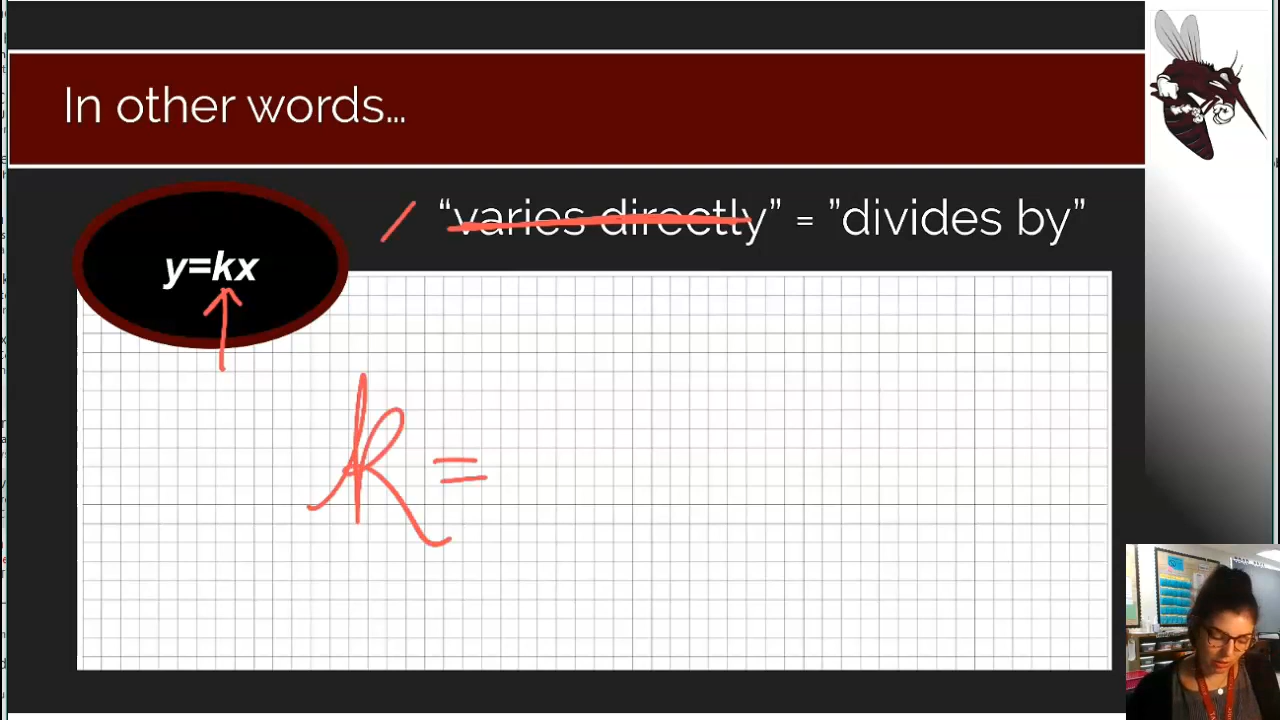 In other words...
/ “varies directly” = ”divides by”
y=kx
k =